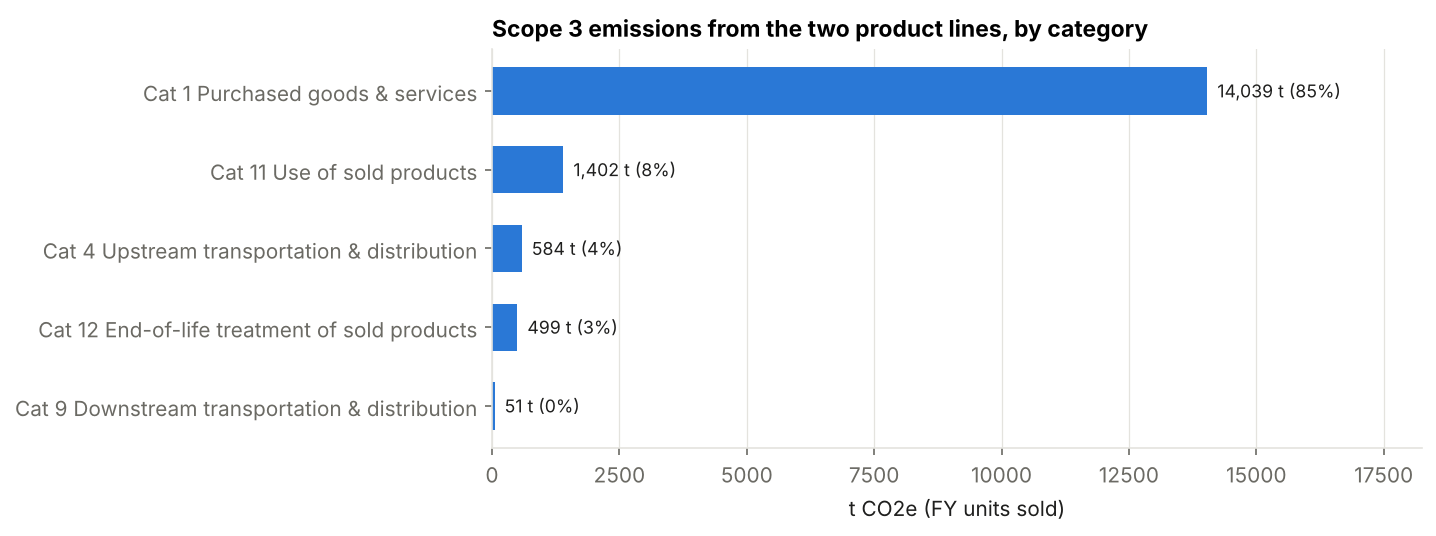 Scope 3 emissions from the two product lines, by category
Cat 1 Purchased goods & services
14,039 t (85%)
Cat 11 Use of sold products
1,402 t (8%)
Cat 4 Upstream transportation & distribution
584 t (4%)
Cat 12 End-of-life treatment of sold products
499 t (3%)
Cat 9 Downstream transportation & distribution
51 t (0%)
0 2500 5000 7500 10000 12500 15000 17500
t CO2e (FY units sold)